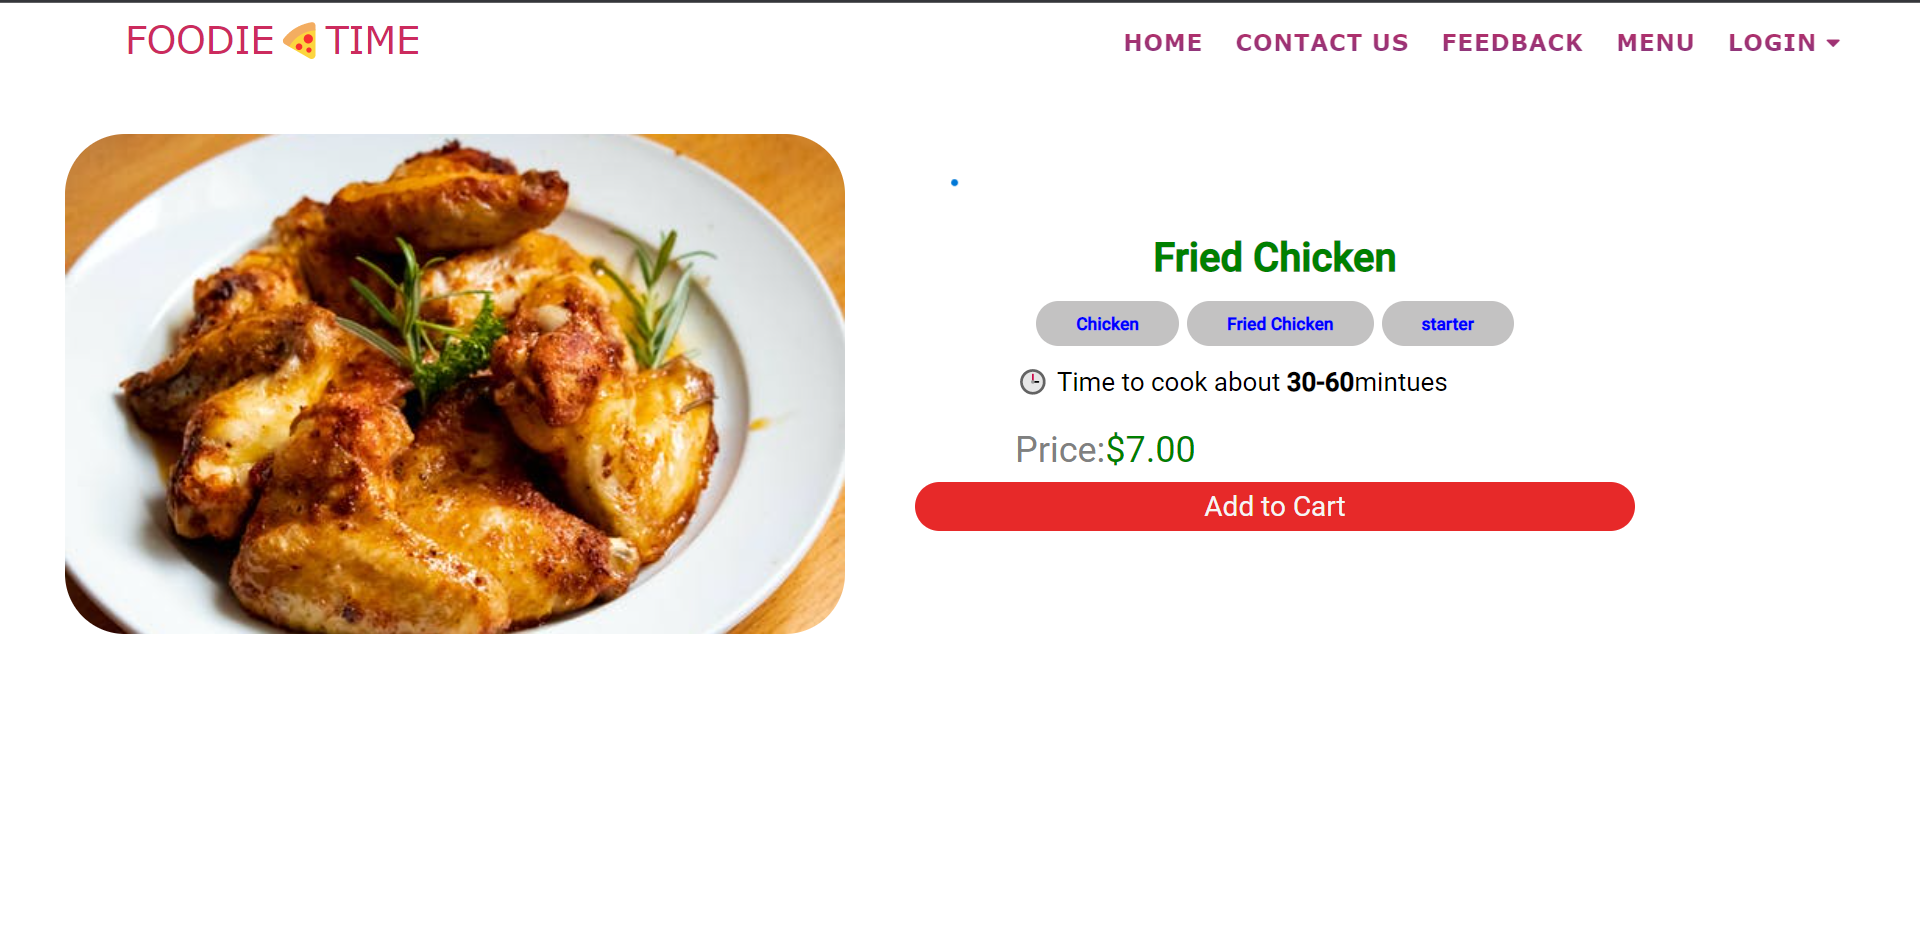 FOODIE🍕TIME
HOME CONTACT US FEEDBACK MENU LOGIN
Fried Chicken
Chicken Fried Chicken starter
Time to cook about 30-60mintues
Price:$7.00
Add to Cart